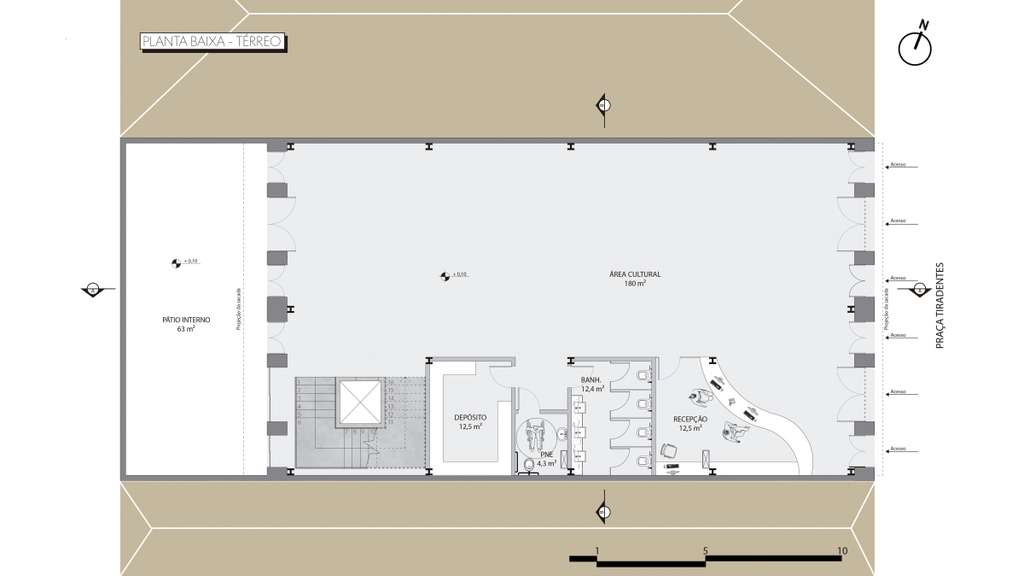 PLANTA BAIXA - TÉRREO
N
Acesso
Acesso
+ 0,10
+ 0,10
ÁREA CULTURAL
180 m²
Acesso
Projeção da sacada
Projeção da sacada
PRAÇA TIRADENTES
PÁTIO INTERNO
63 m²
Acesso
BANH.
12,4 m²
Acesso
DEPÓSITO
12,5 m²
RECEPÇÃO
12,5 m²
Acesso
PNE
4,3 m²
1
5
10